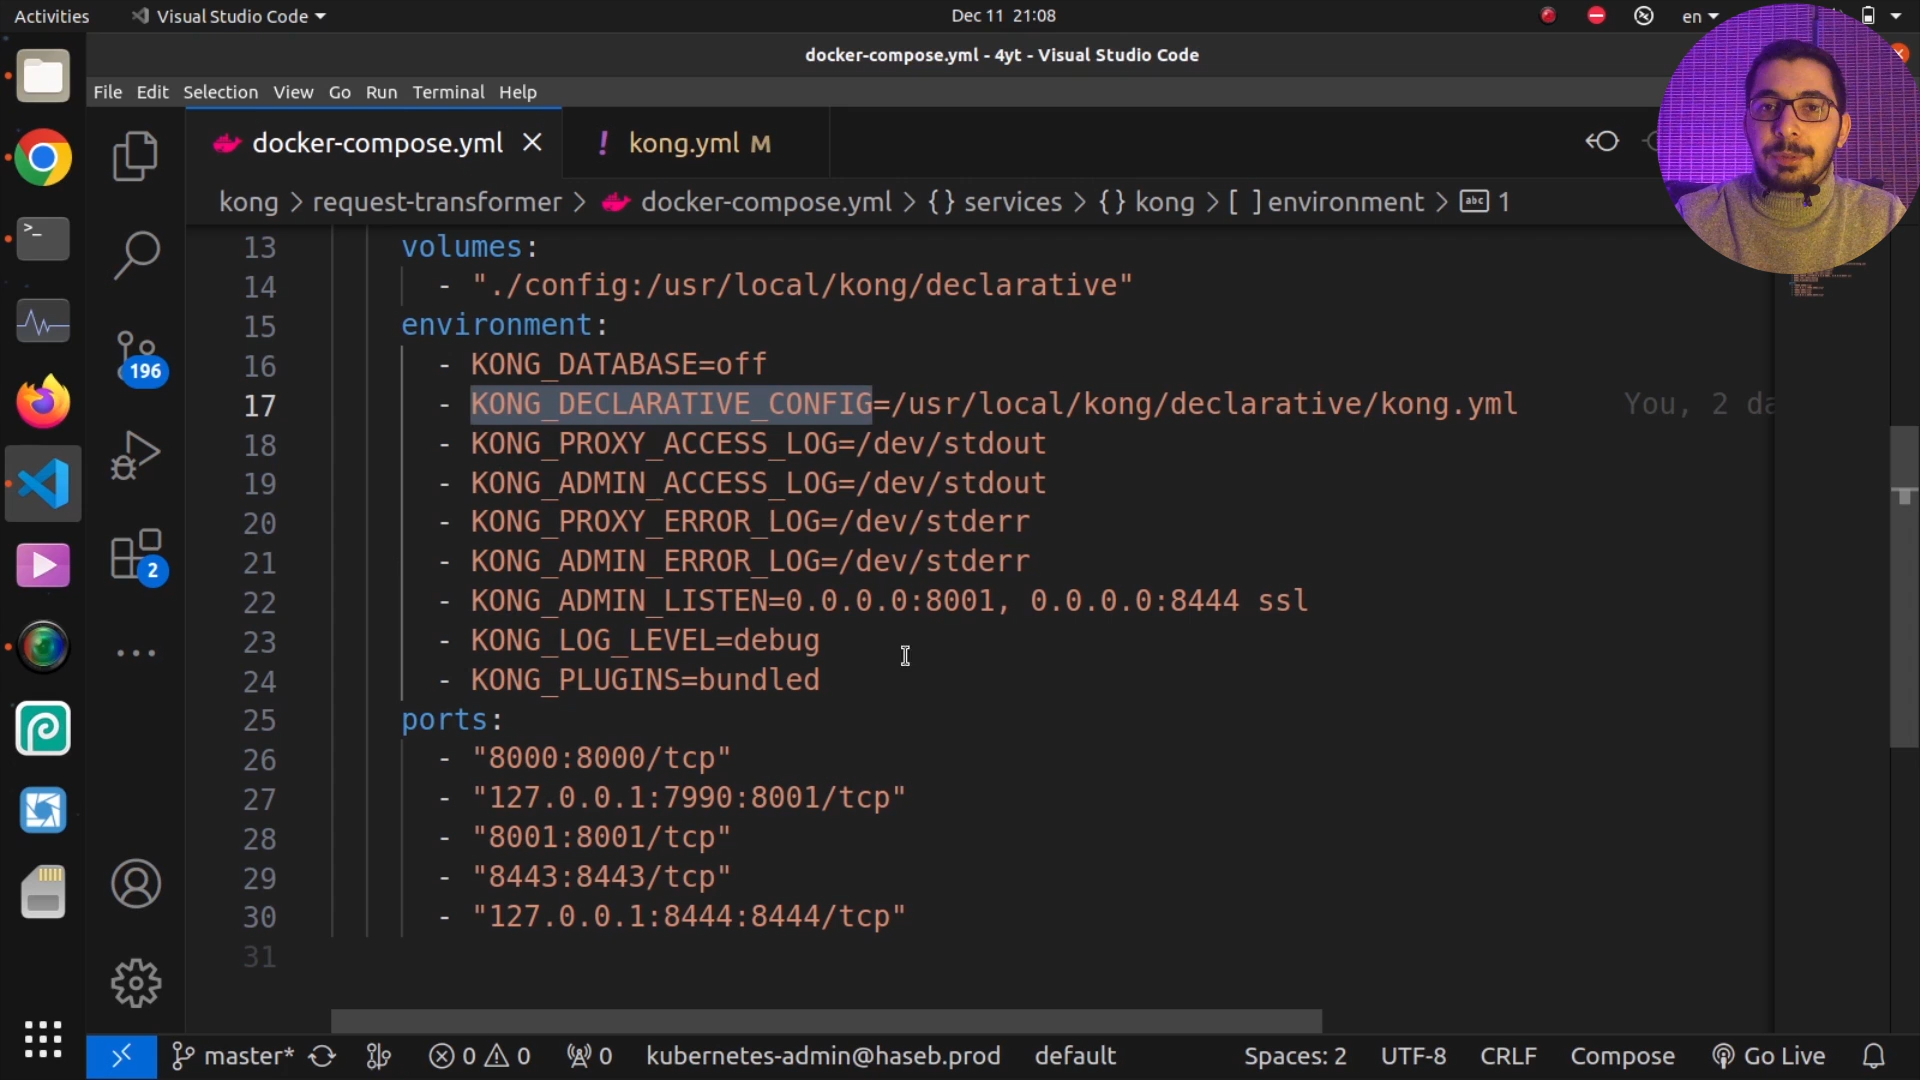 Activities
Visual Studio Code
Dec 11 21:08
en
docker-compose.yml - 4yt - Visual Studio Code
File Edit Selection View Go Run Terminal Help
docker-compose.yml
! kong.yml M
kong > request-transformer > docker-compose.yml > {} services > {} kong > [ ] environment > abc 1
13 volumes:
14 - "./config:/usr/local/kong/declarative"
15 environment:
16 - KONG_DATABASE=off
17 - KONG_DECLARATIVE_CONFIG=/usr/local/kong/declarative/kong.yml You, 2 da
18 - KONG_PROXY_ACCESS_LOG=/dev/stdout
19 - KONG_ADMIN_ACCESS_LOG=/dev/stdout
20 - KONG_PROXY_ERROR_LOG=/dev/stderr
21 - KONG_ADMIN_ERROR_LOG=/dev/stderr
22 - KONG_ADMIN_LISTEN=0.0.0.0:8001, 0.0.0.0:8444 ssl
23 - KONG_LOG_LEVEL=debug
24 - KONG_PLUGINS=bundled
25 ports:
26 - "8000:8000/tcp"
27 - "127.0.0.1:7990:8001/tcp"
28 - "8001:8001/tcp"
29 - "8443:8443/tcp"
30 - "127.0.0.1:8444:8444/tcp"
31
196
2
master* 0 0 0 kubernetes-admin@haseb.prod default Spaces: 2 UTF-8 CRLF Compose Go Live